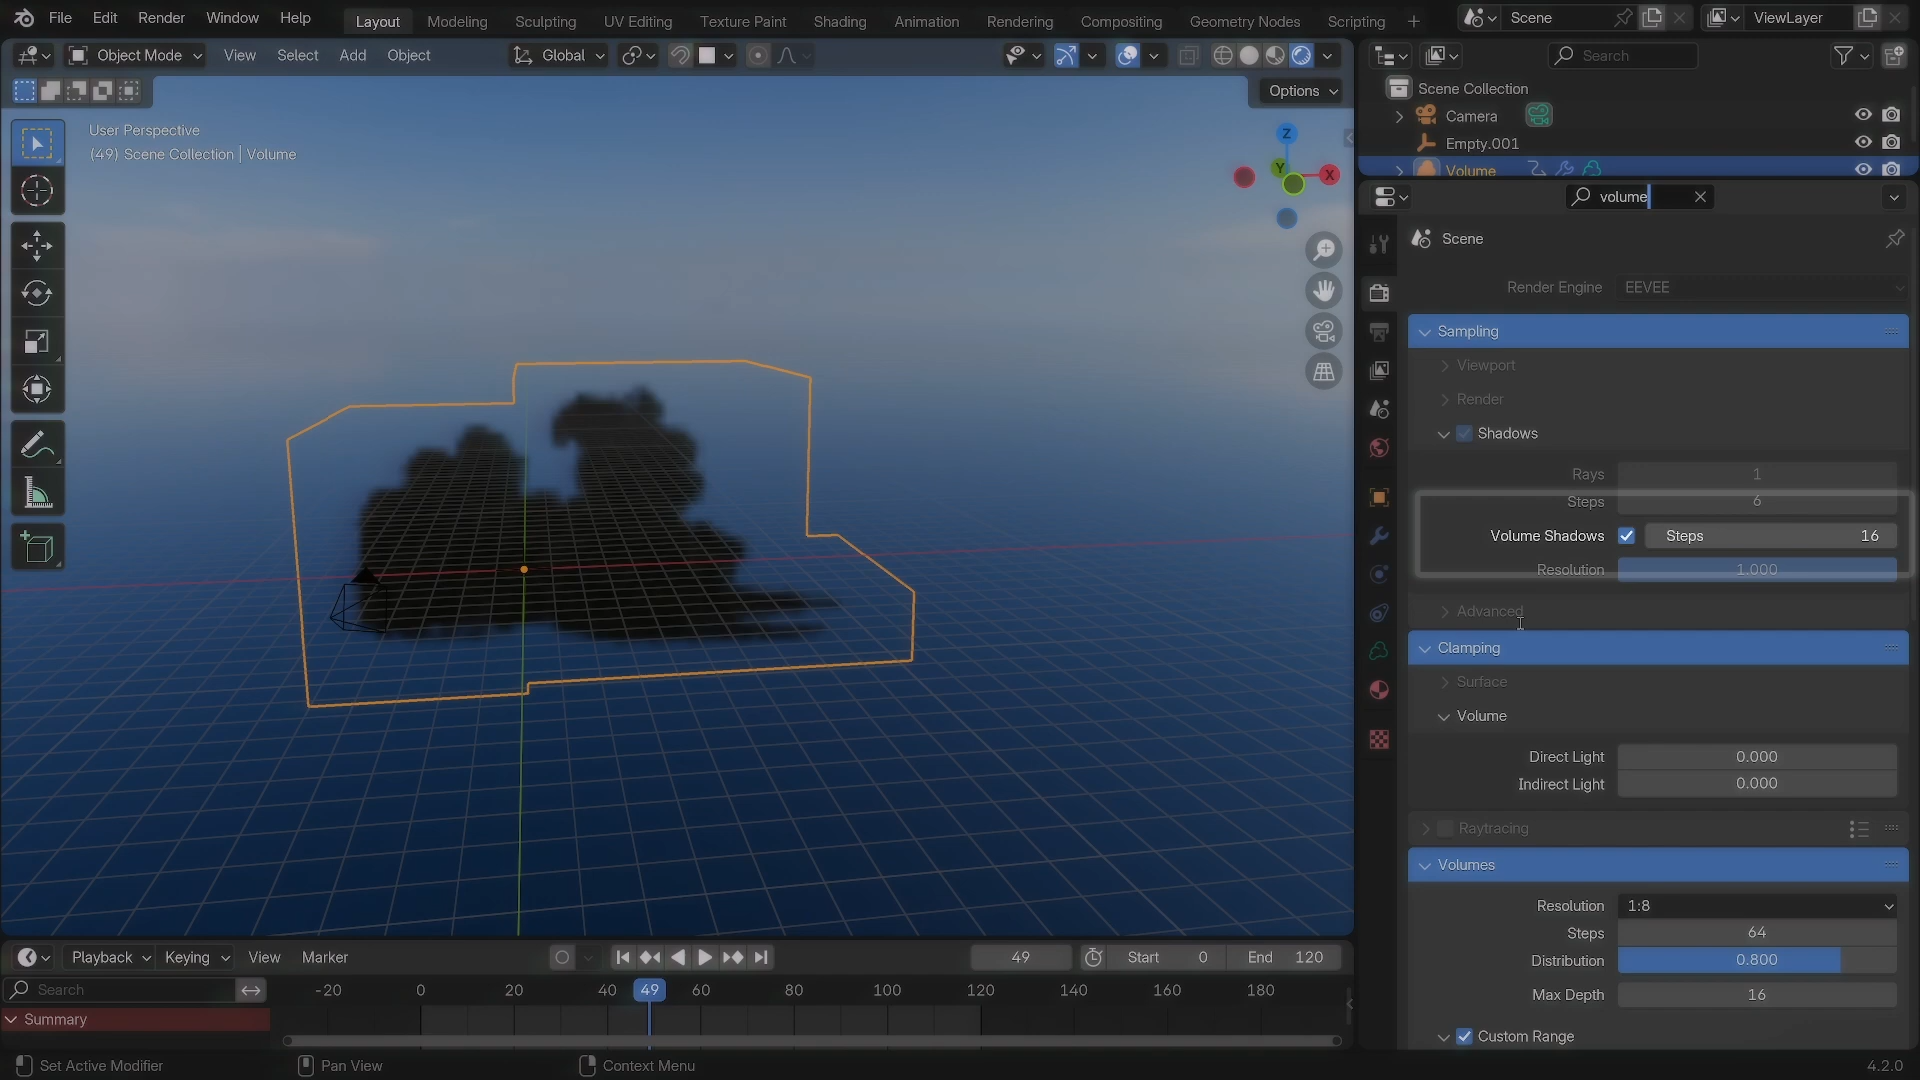 File Edit Render Window Help Layout Modeling Sculpting UV Editing Texture Paint Shading Animation Rendering Compositing Geometry Nodes Scripting + Scene ViewLayer
Object Mode View Select Add Object Global Search
Options
User Perspective
(49) Scene Collection | Volume
Z
Y
X
Scene Collection
Camera
Empty.001
Volume
volume
Scene
Render Engine EEVEE
Sampling
Viewport
Render
Shadows
Rays 1
Steps 6
Volume Shadows Steps 16
Resolution 1.000
Advanced
Clamping
Surface
Volume
Direct Light 0.000
Indirect Light 0.000
Raytracing
Volumes
Resolution 1:8
Steps 64
Distribution 0.800
Max Depth 16
Custom Range
Playback Keying View Marker 49 Start 0 End 120
Search -20 0 20 40 49 60 80 100 120 140 160 180
Summary
Set Active Modifier Pan View Context Menu 4.2.0